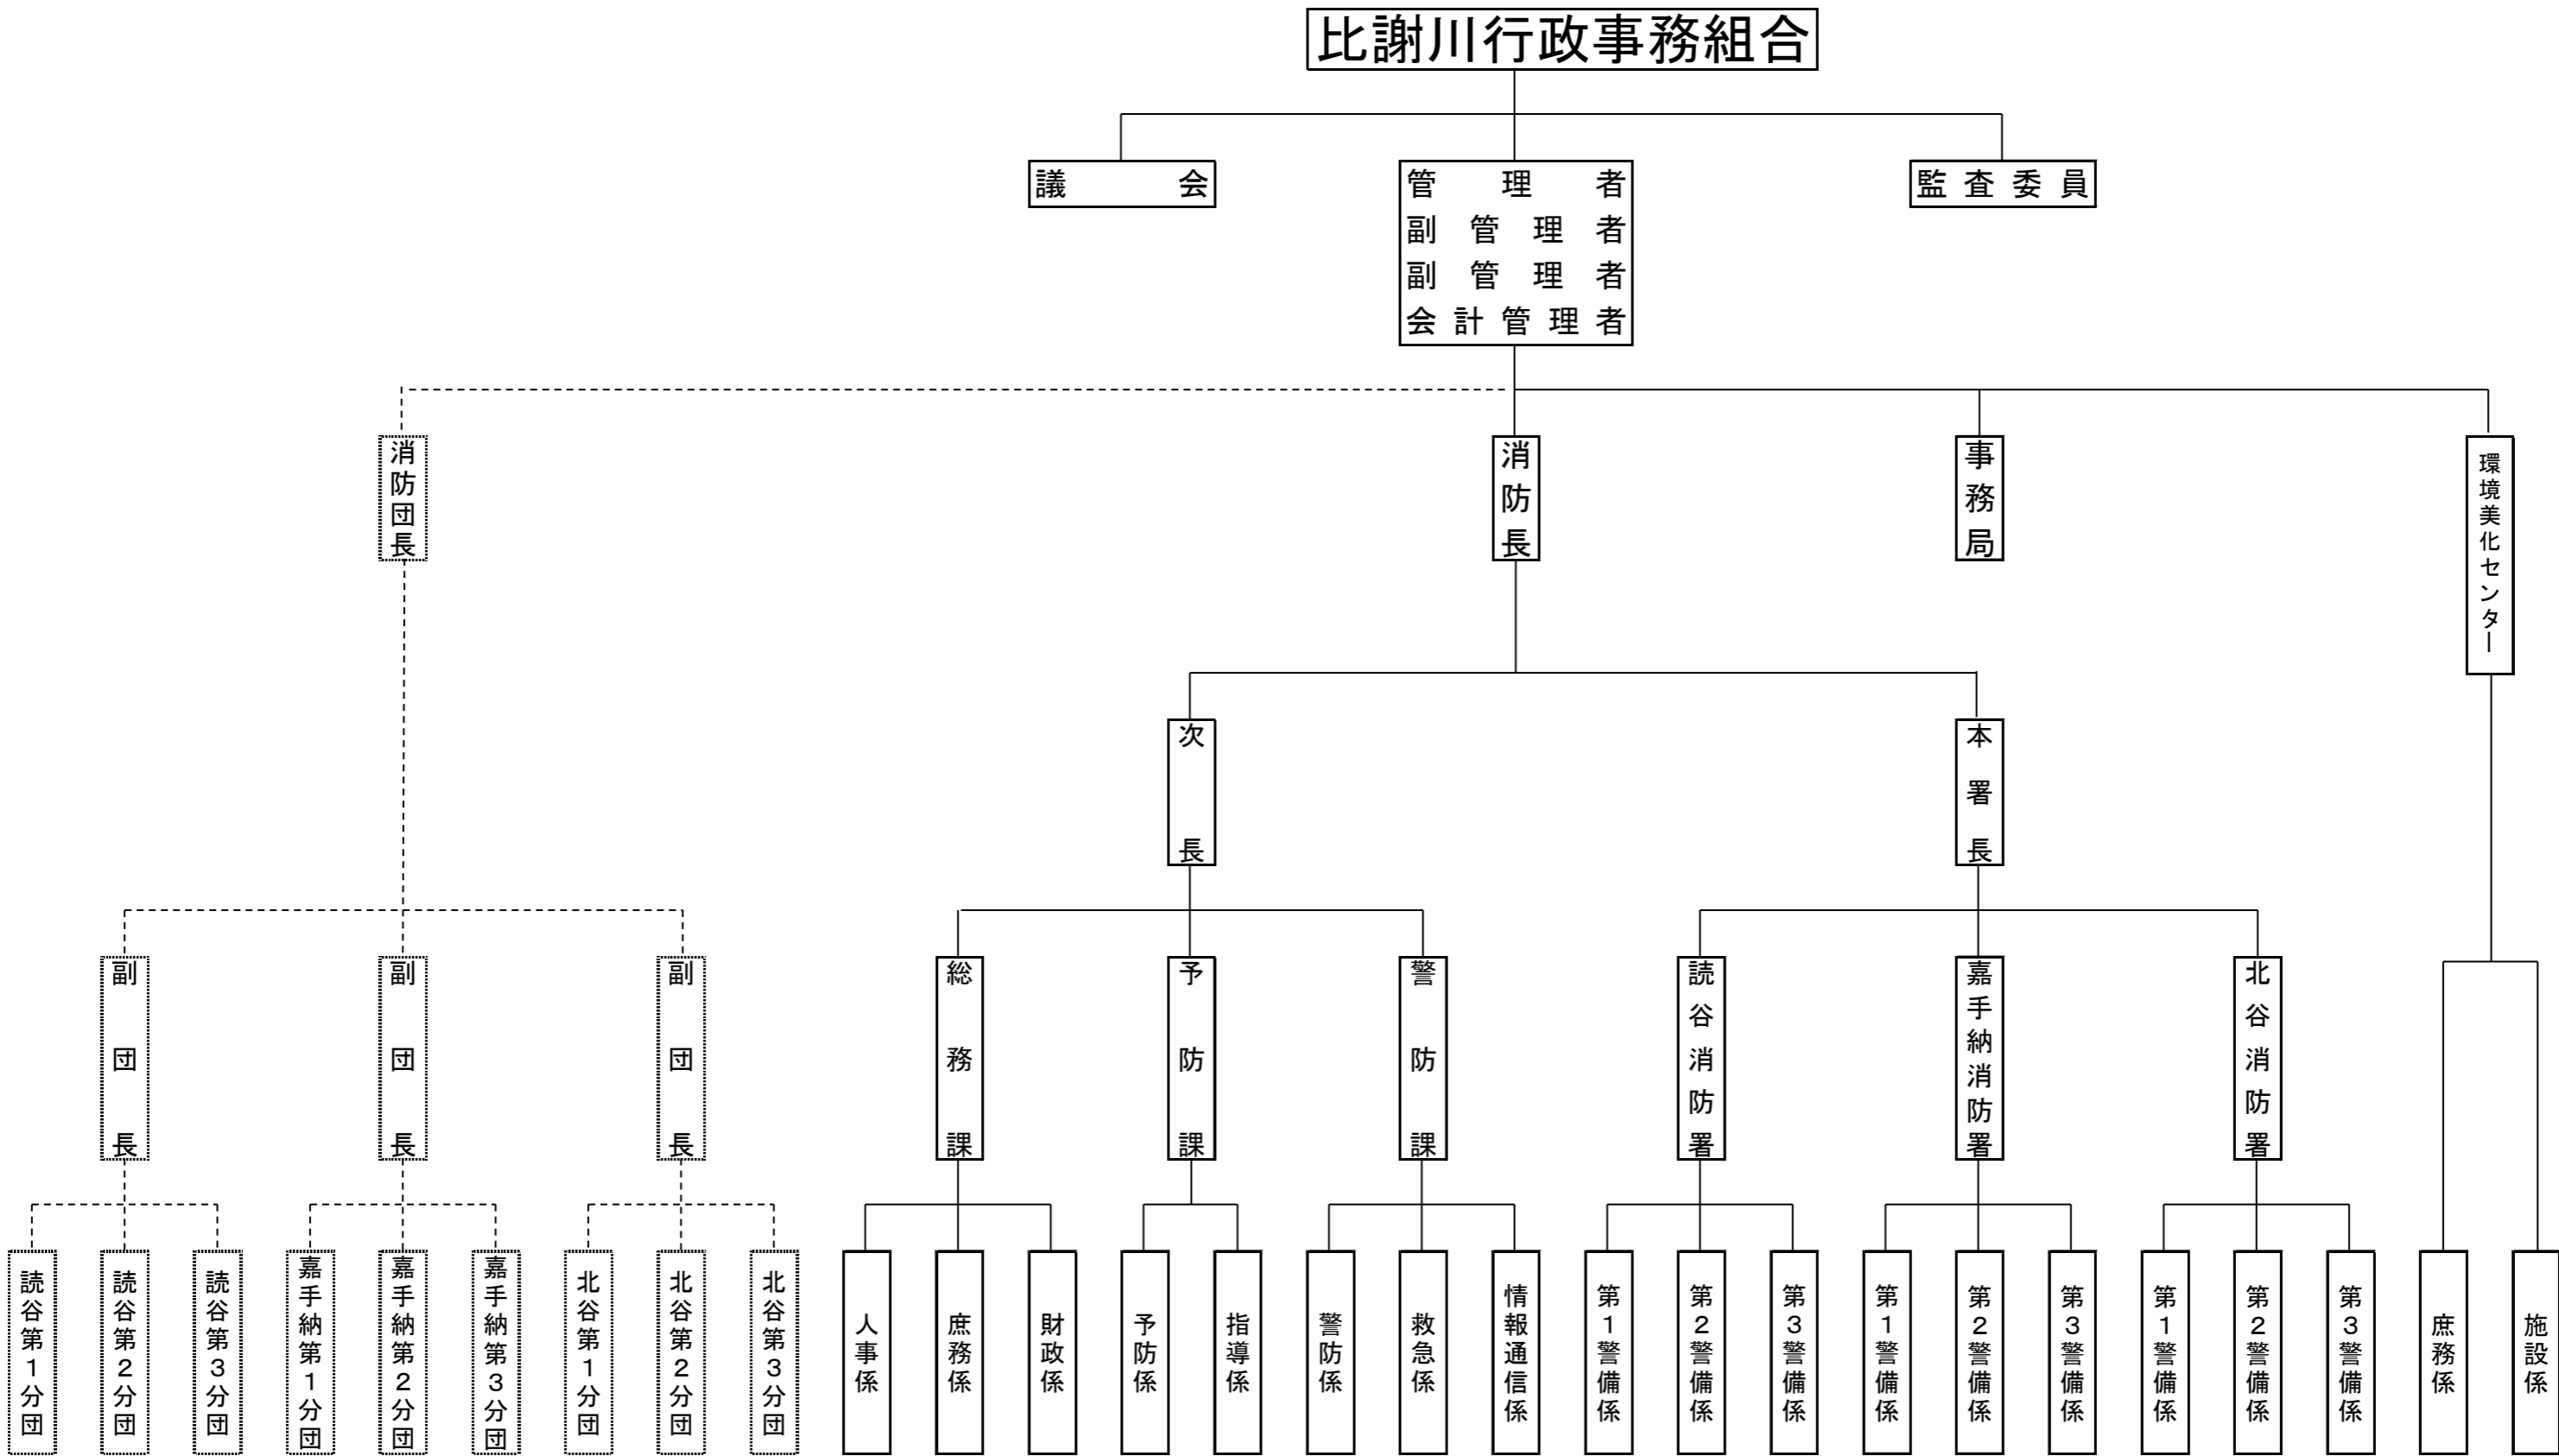 比謝川行政事務組合
議会
管理者
副管理者
副管理者
会計管理者
監査委員
消防団長
消防長
事務局
環境美化センター
次長
本署長
副団長
副団長
副団長
総務課
予防課
警防課
読谷消防署
嘉手納消防署
北谷消防署
読谷第1分団
読谷第2分団
読谷第3分団
嘉手納第1分団
嘉手納第2分団
嘉手納第3分団
北谷第1分団
北谷第2分団
北谷第3分団
人事係
庶務係
財政係
予防係
指導係
警防係
救急係
情報通信係
第1警備係
第2警備係
第3警備係
第1警備係
第2警備係
第3警備係
第1警備係
第2警備係
第3警備係
庶務係
施設係